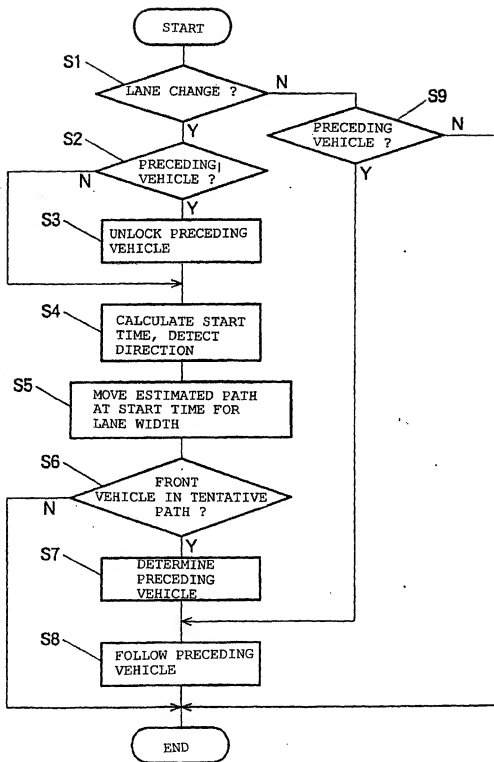 START
S1
LANE CHANGE ?
N
S9
Y
PRECEDING
VEHICLE ?
N
Y
S2
PRECEDING
VEHICLE ?
N
Y
S3
UNLOCK PRECEDING
VEHICLE
S4
CALCULATE START
TIME, DETECT
DIRECTION
S5
MOVE ESTIMATED PATH
AT START TIME FOR
LANE WIDTH
S6
FRONT
VEHICLE IN TENTATIVE
PATH ?
N
Y
S7
DETERMINE
PRECEDING
VEHICLE
S8
FOLLOW PRECEDING
VEHICLE
END